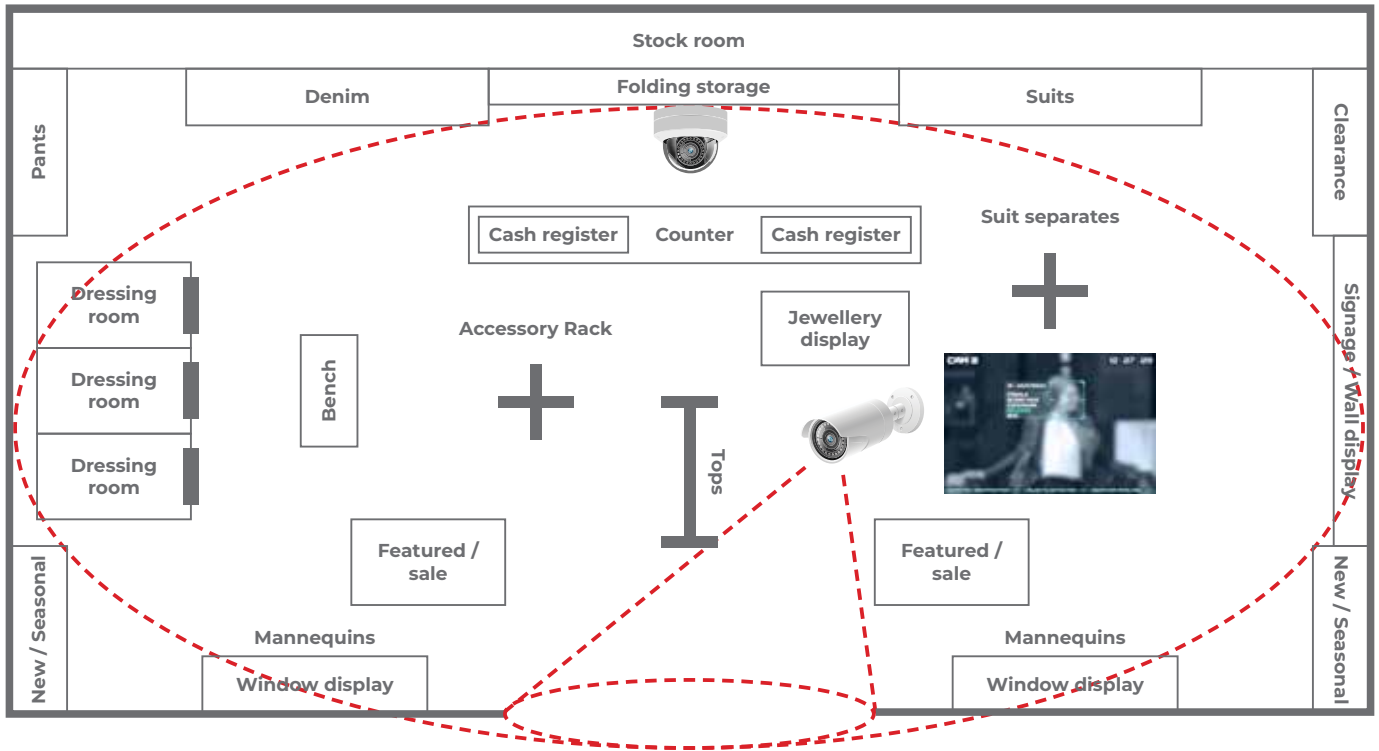 Stock room
Denim
Folding storage
Suits
Pants
Clearance
Suit separates
Cash register
Counter
Cash register
Dressing
room
Jewellery
display
Accessory Rack
Signage / Wall display
Dressing
room
Bench
CAM 2
Tops
Dressing
room
Featured /
sale
Featured /
sale
New / Seasonal
New / Seasonal
Mannequins
Mannequins
Window display
Window display